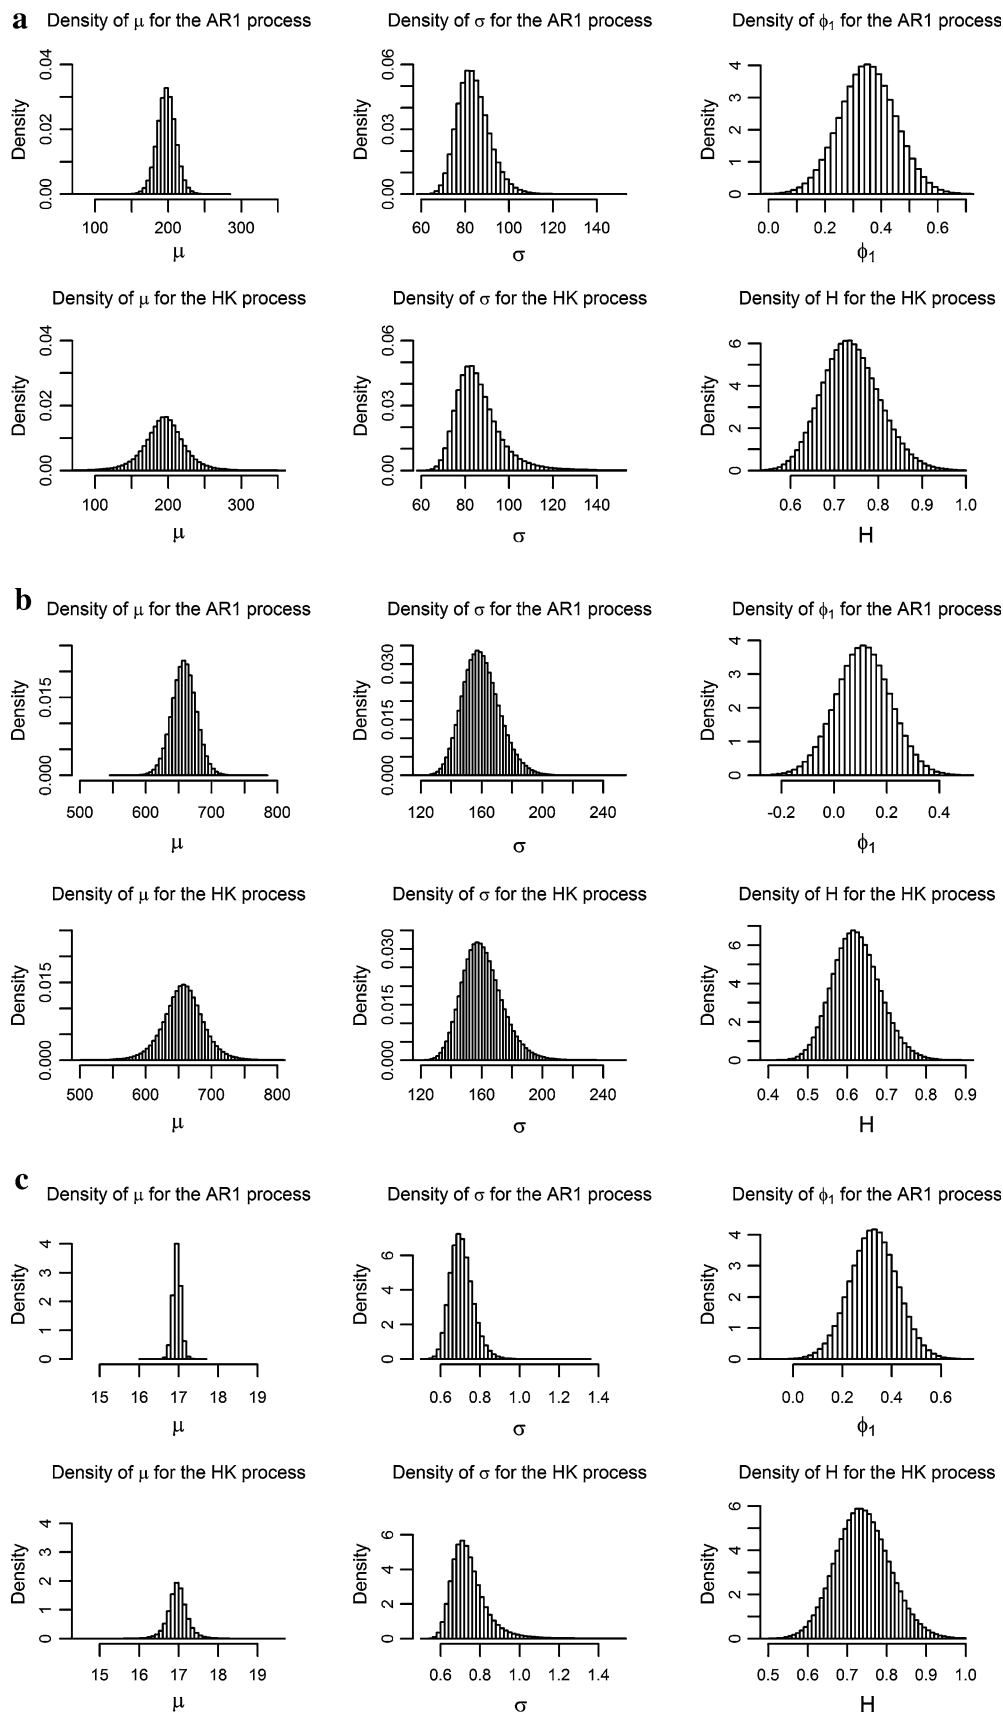 a
Density of μ for the AR1 process
Density
0.00 0.02 0.04
100 200 300
μ
Density of σ for the AR1 process
Density
0.00 0.03 0.06
60 80 100 120 140
σ
Density of ϕ1 for the AR1 process
Density
0 1 2 3 4
0.0 0.2 0.4 0.6
ϕ1
Density of μ for the HK process
Density
0.00 0.02 0.04
100 200 300
μ
Density of σ for the HK process
Density
0.00 0.03 0.06
60 80 100 120 140
σ
Density of H for the HK process
Density
0 2 4 6
0.6 0.7 0.8 0.9 1.0
H
b
Density of μ for the AR1 process
Density
0.000 0.015
500 600 700 800
μ
Density of σ for the AR1 process
Density
0.000 0.015 0.030
120 160 200 240
σ
Density of ϕ1 for the AR1 process
Density
0 1 2 3 4
-0.2 0.0 0.2 0.4
ϕ1
Density of μ for the HK process
Density
0.000 0.015
500 600 700 800
μ
Density of σ for the HK process
Density
0.000 0.015 0.030
120 160 200 240
σ
Density of H for the HK process
Density
0 2 4 6
0.4 0.5 0.6 0.7 0.8 0.9
H
c
Density of μ for the AR1 process
Density
0 1 2 3 4
15 16 17 18 19
μ
Density of σ for the AR1 process
Density
0 2 4 6
0.6 0.8 1.0 1.2 1.4
σ
Density of ϕ1 for the AR1 process
Density
0 1 2 3 4
0.0 0.2 0.4 0.6
ϕ1
Density of μ for the HK process
Density
0 1 2 3 4
15 16 17 18 19
μ
Density of σ for the HK process
Density
0 2 4 6
0.6 0.8 1.0 1.2 1.4
σ
Density of H for the HK process
Density
0 2 4 6
0.5 0.6 0.7 0.8 0.9 1.0
H